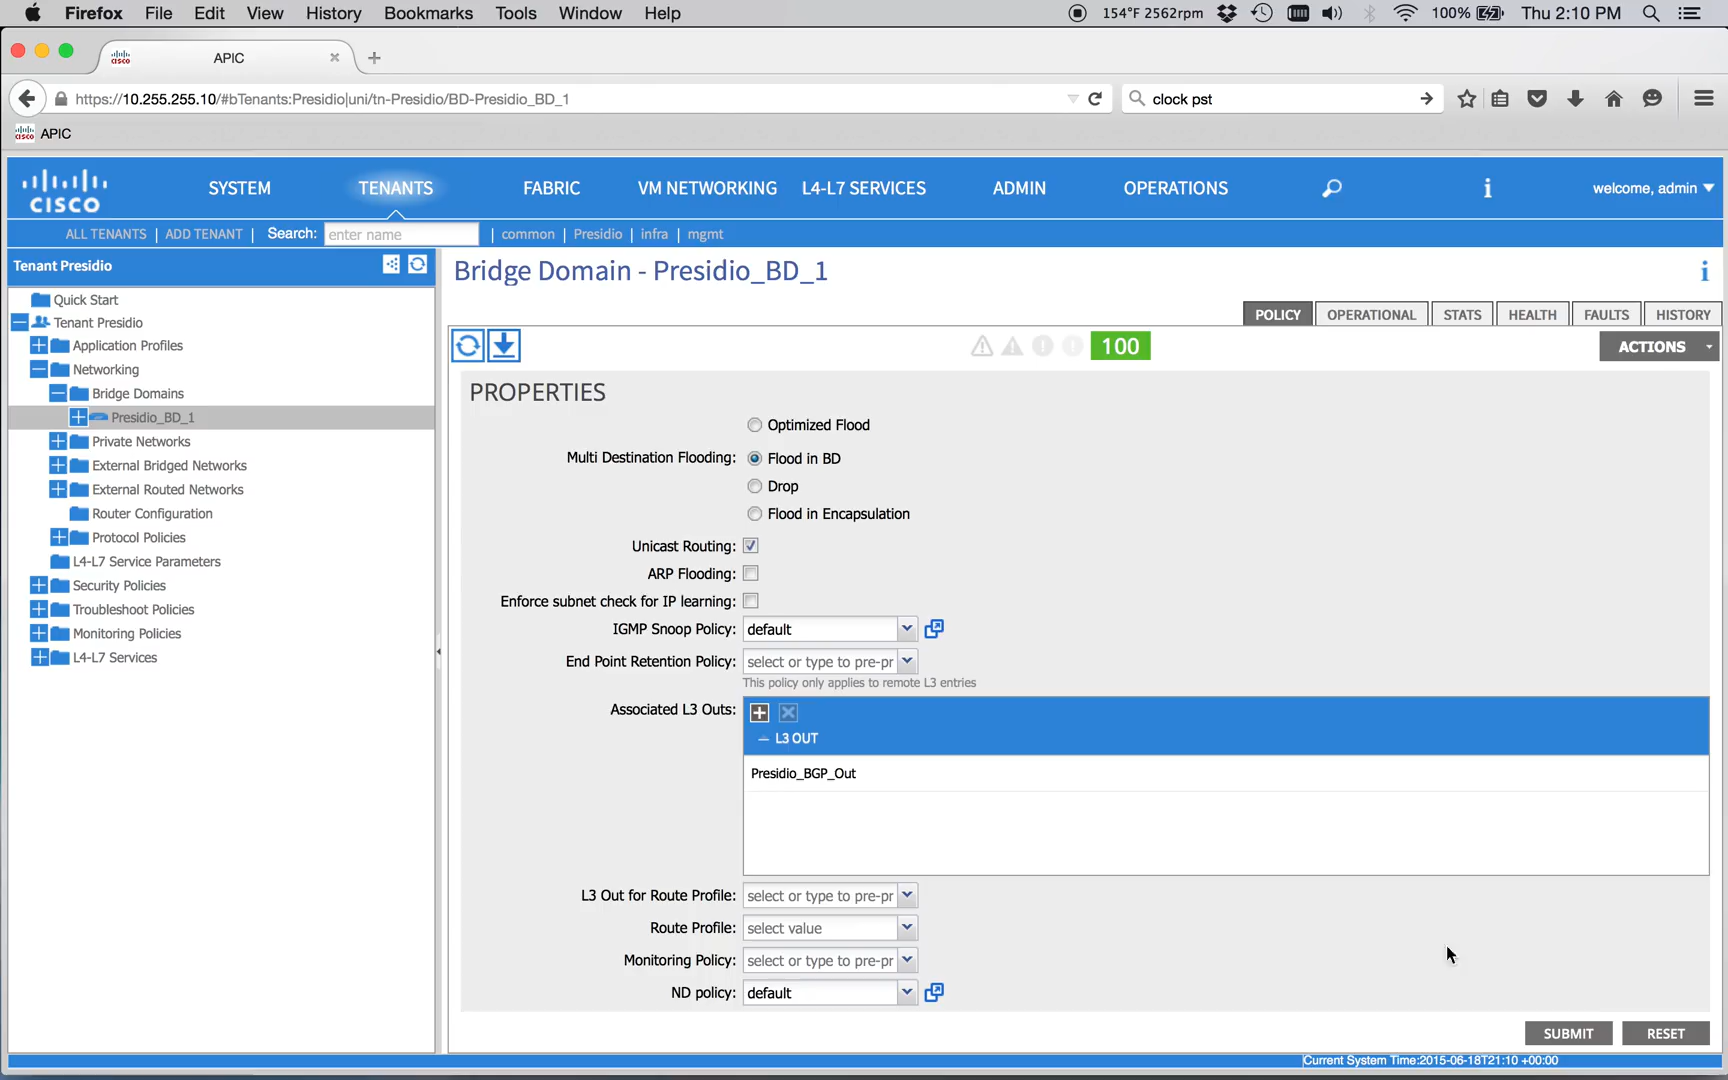 Firefox File Edit View History Bookmarks Tools Window Help 154°F 2562rpm 100% Thu 2:10 PM
cisco APIC
https://10.255.255.10/#bTenants:Presidio|uni/tn-Presidio/BD-Presidio_BD_1 clock pst
cisco APIC
CISCO SYSTEM TENANTS FABRIC VM NETWORKING L4-L7 SERVICES ADMIN OPERATIONS i welcome, admin
ALL TENANTS | ADD TENANT | Search: enter name | common | Presidio | infra | mgmt
Tenant Presidio
Quick Start
Tenant Presidio
Application Profiles
Networking
Bridge Domains
Presidio_BD_1
Private Networks
External Bridged Networks
External Routed Networks
Router Configuration
Protocol Policies
L4-L7 Service Parameters
Security Policies
Troubleshoot Policies
Monitoring Policies
L4-L7 Services
Bridge Domain - Presidio_BD_1 i
POLICY OPERATIONAL STATS HEALTH FAULTS HISTORY
100 ACTIONS
PROPERTIES
Optimized Flood
Multi Destination Flooding: Flood in BD
Drop
Flood in Encapsulation
Unicast Routing:
ARP Flooding:
Enforce subnet check for IP learning:
IGMP Snoop Policy: default
End Point Retention Policy: select or type to pre-pr
This policy only applies to remote L3 entries
Associated L3 Outs:
L3 OUT
Presidio_BGP_Out
L3 Out for Route Profile: select or type to pre-pr
Route Profile: select value
Monitoring Policy: select or type to pre-pr
ND policy: default
SUBMIT RESET
Current System Time:2015-06-18T21:10 +00:00